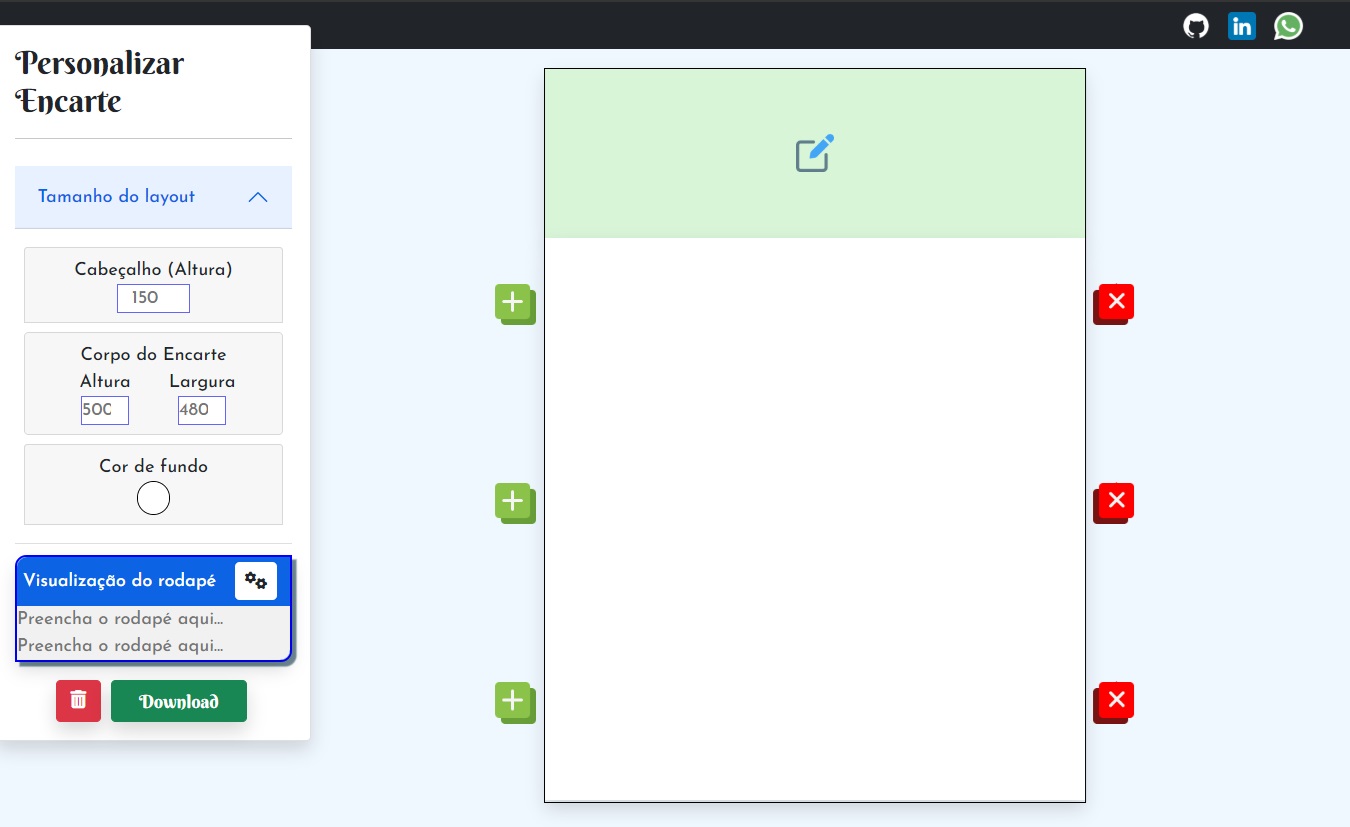 Personalizar
Encarte
Tamanho do layout
Cabeçalho (Altura)
150
Corpo do Encarte
Altura Largura
500 480
Cor de fundo
Visualização do rodapé
Preencha o rodapé aqui...
Preencha o rodapé aqui...
Download
in